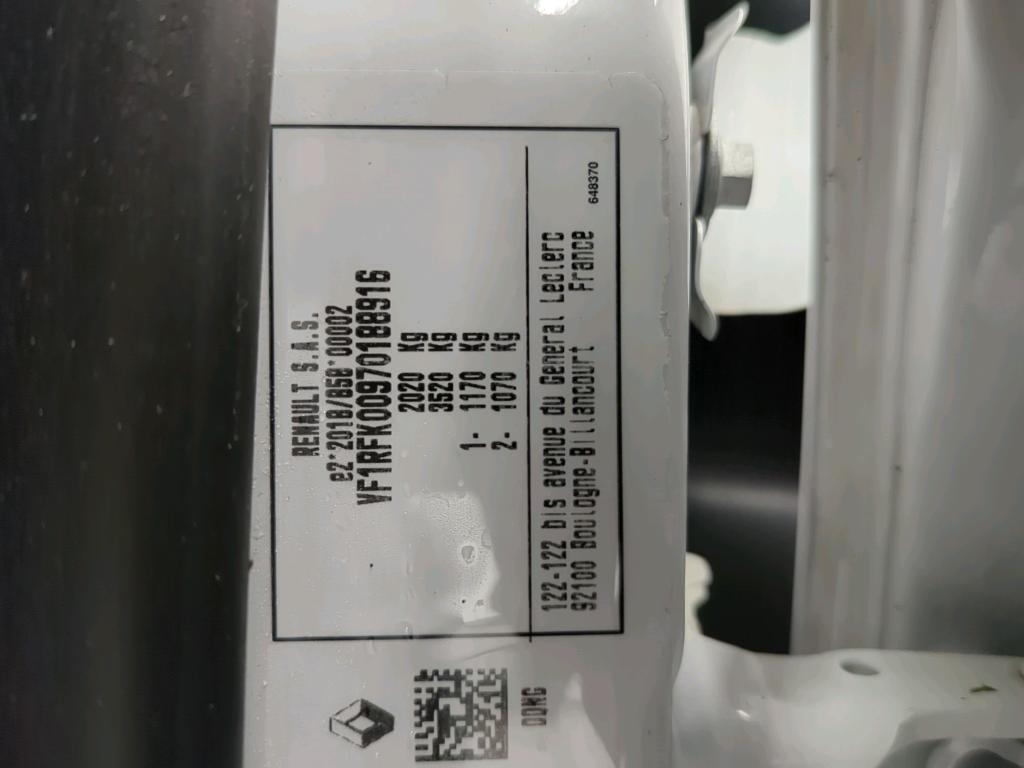 RENAULT S.A.S.
e2*2018/858*00002
VF1RFK00970188916
2020 Kg
3520 Kg
1- 1170 Kg
2- 1070 Kg
122-122 bis avenue du General Leclerc
92100 Boulogne-Billancourt France
648370